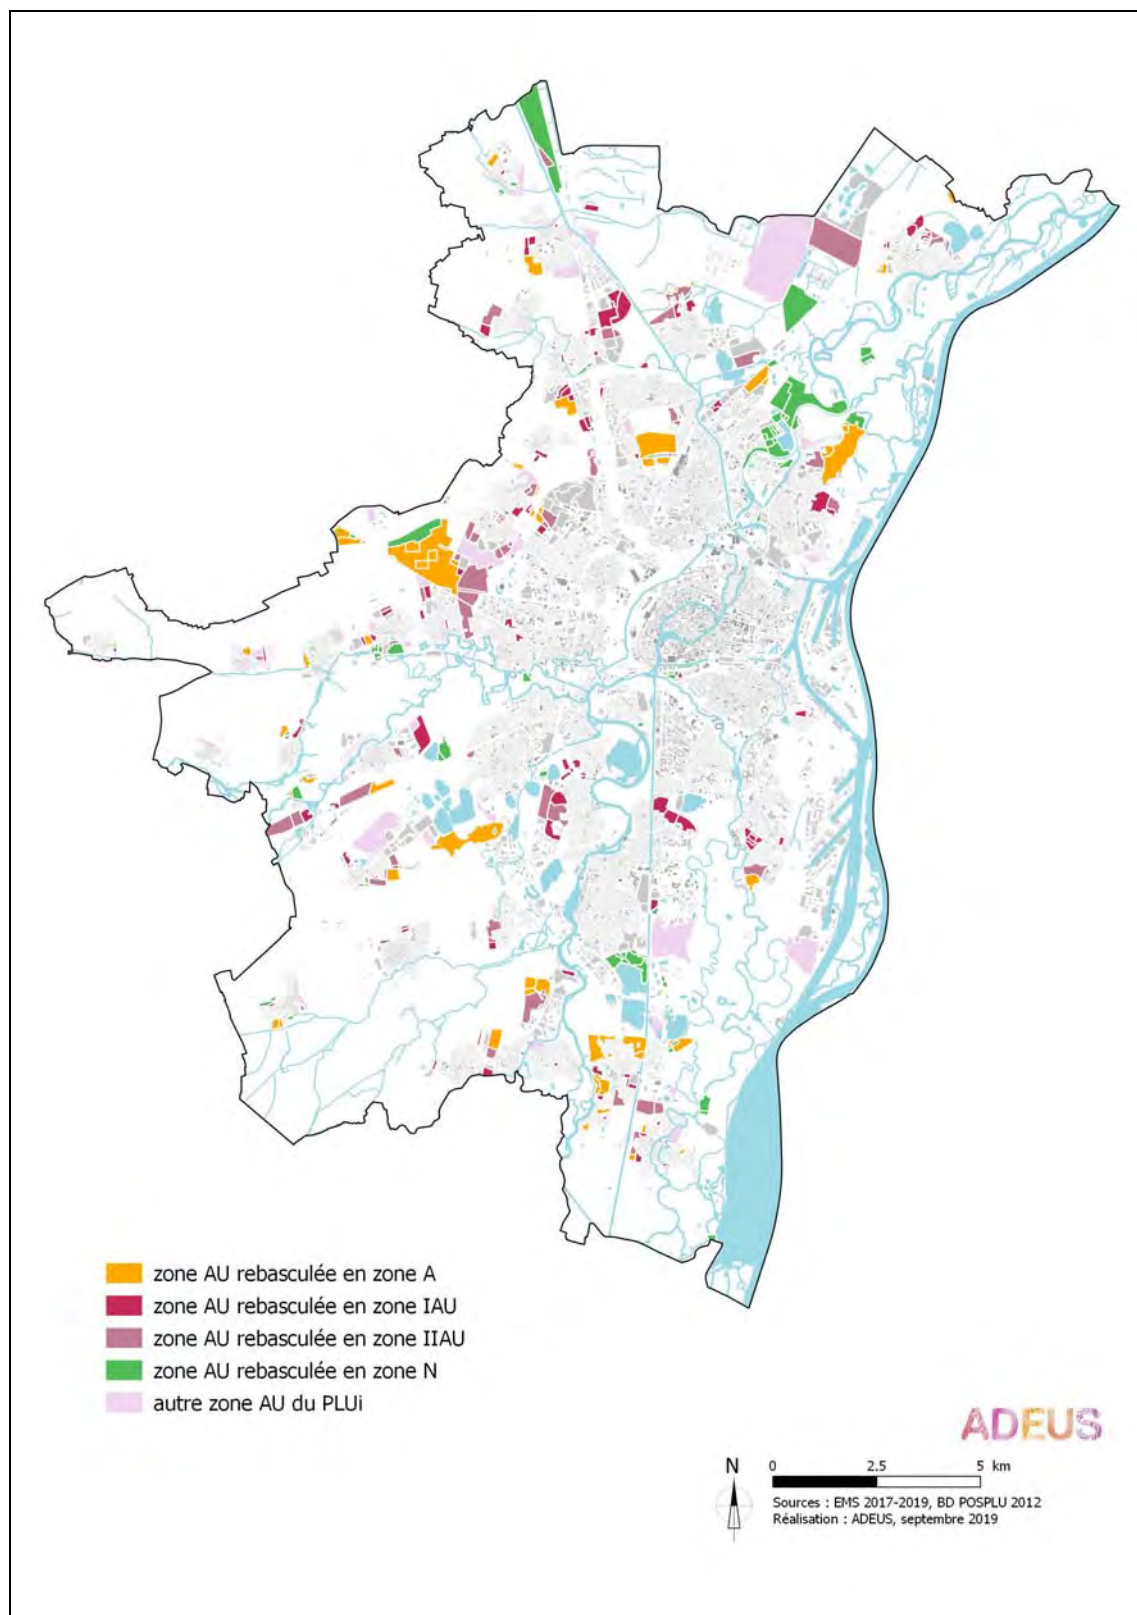 zone AU rebasculée en zone A
zone AU rebasculée en zone IAU
zone AU rebasculée en zone IIAU
zone AU rebasculée en zone N
autre zone AU du PLUi
ADEUS
N
0 2.5 5 km
Sources : EMS 2017-2019, BD POSPLU 2012
Réalisation : ADEUS, septembre 2019